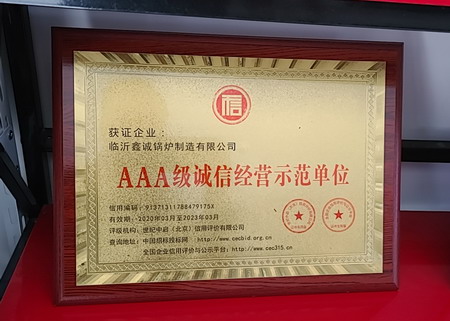 信
获证企业：
临沂鑫诚锅炉制造有限公司
AAA级诚信经营示范单位
信用编码：91371311788479175X
有效期：2020年03月至2023年03月
评级机构：世纪中迎（北京）信用评价有限公司
查询地址：中国招标投标网 http://www.cecbid.org.cn
全国企业信用评价与公示平台：http://www.cec315.cn